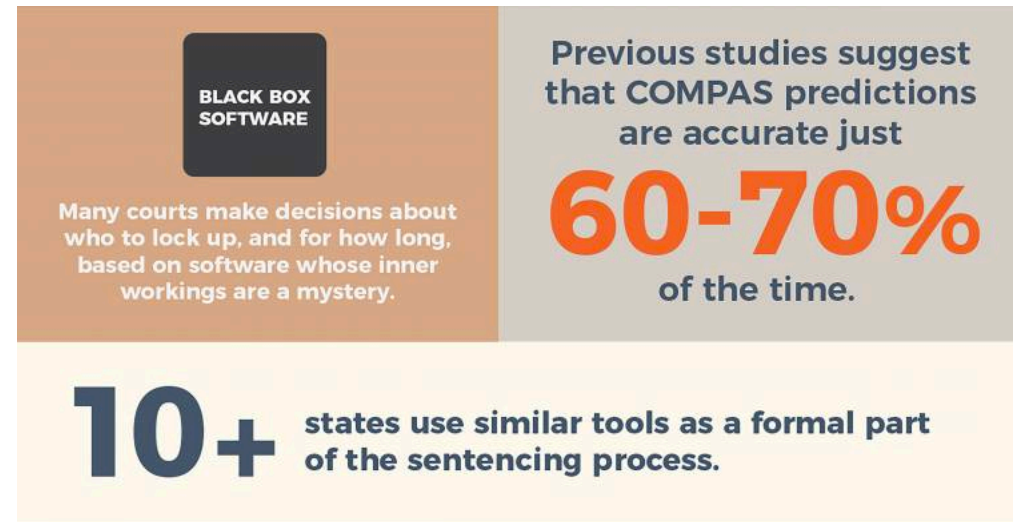 BLACK BOX
SOFTWARE
Many courts make decisions about
who to lock up, and for how long,
based on software whose inner
workings are a mystery.
Previous studies suggest
that COMPAS predictions
are accurate just
60-70%
of the time.
10+
states use similar tools as a formal part
of the sentencing process.